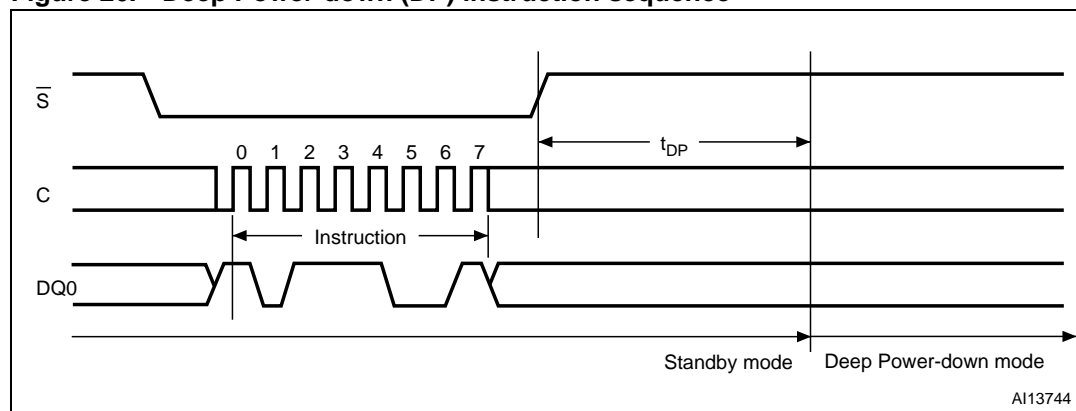 Figure 26. Deep Power-down (DP) instruction sequence
S
0 1 2 3 4 5 6 7
tDP
C
Instruction
DQ0
Standby mode Deep Power-down mode
AI13744